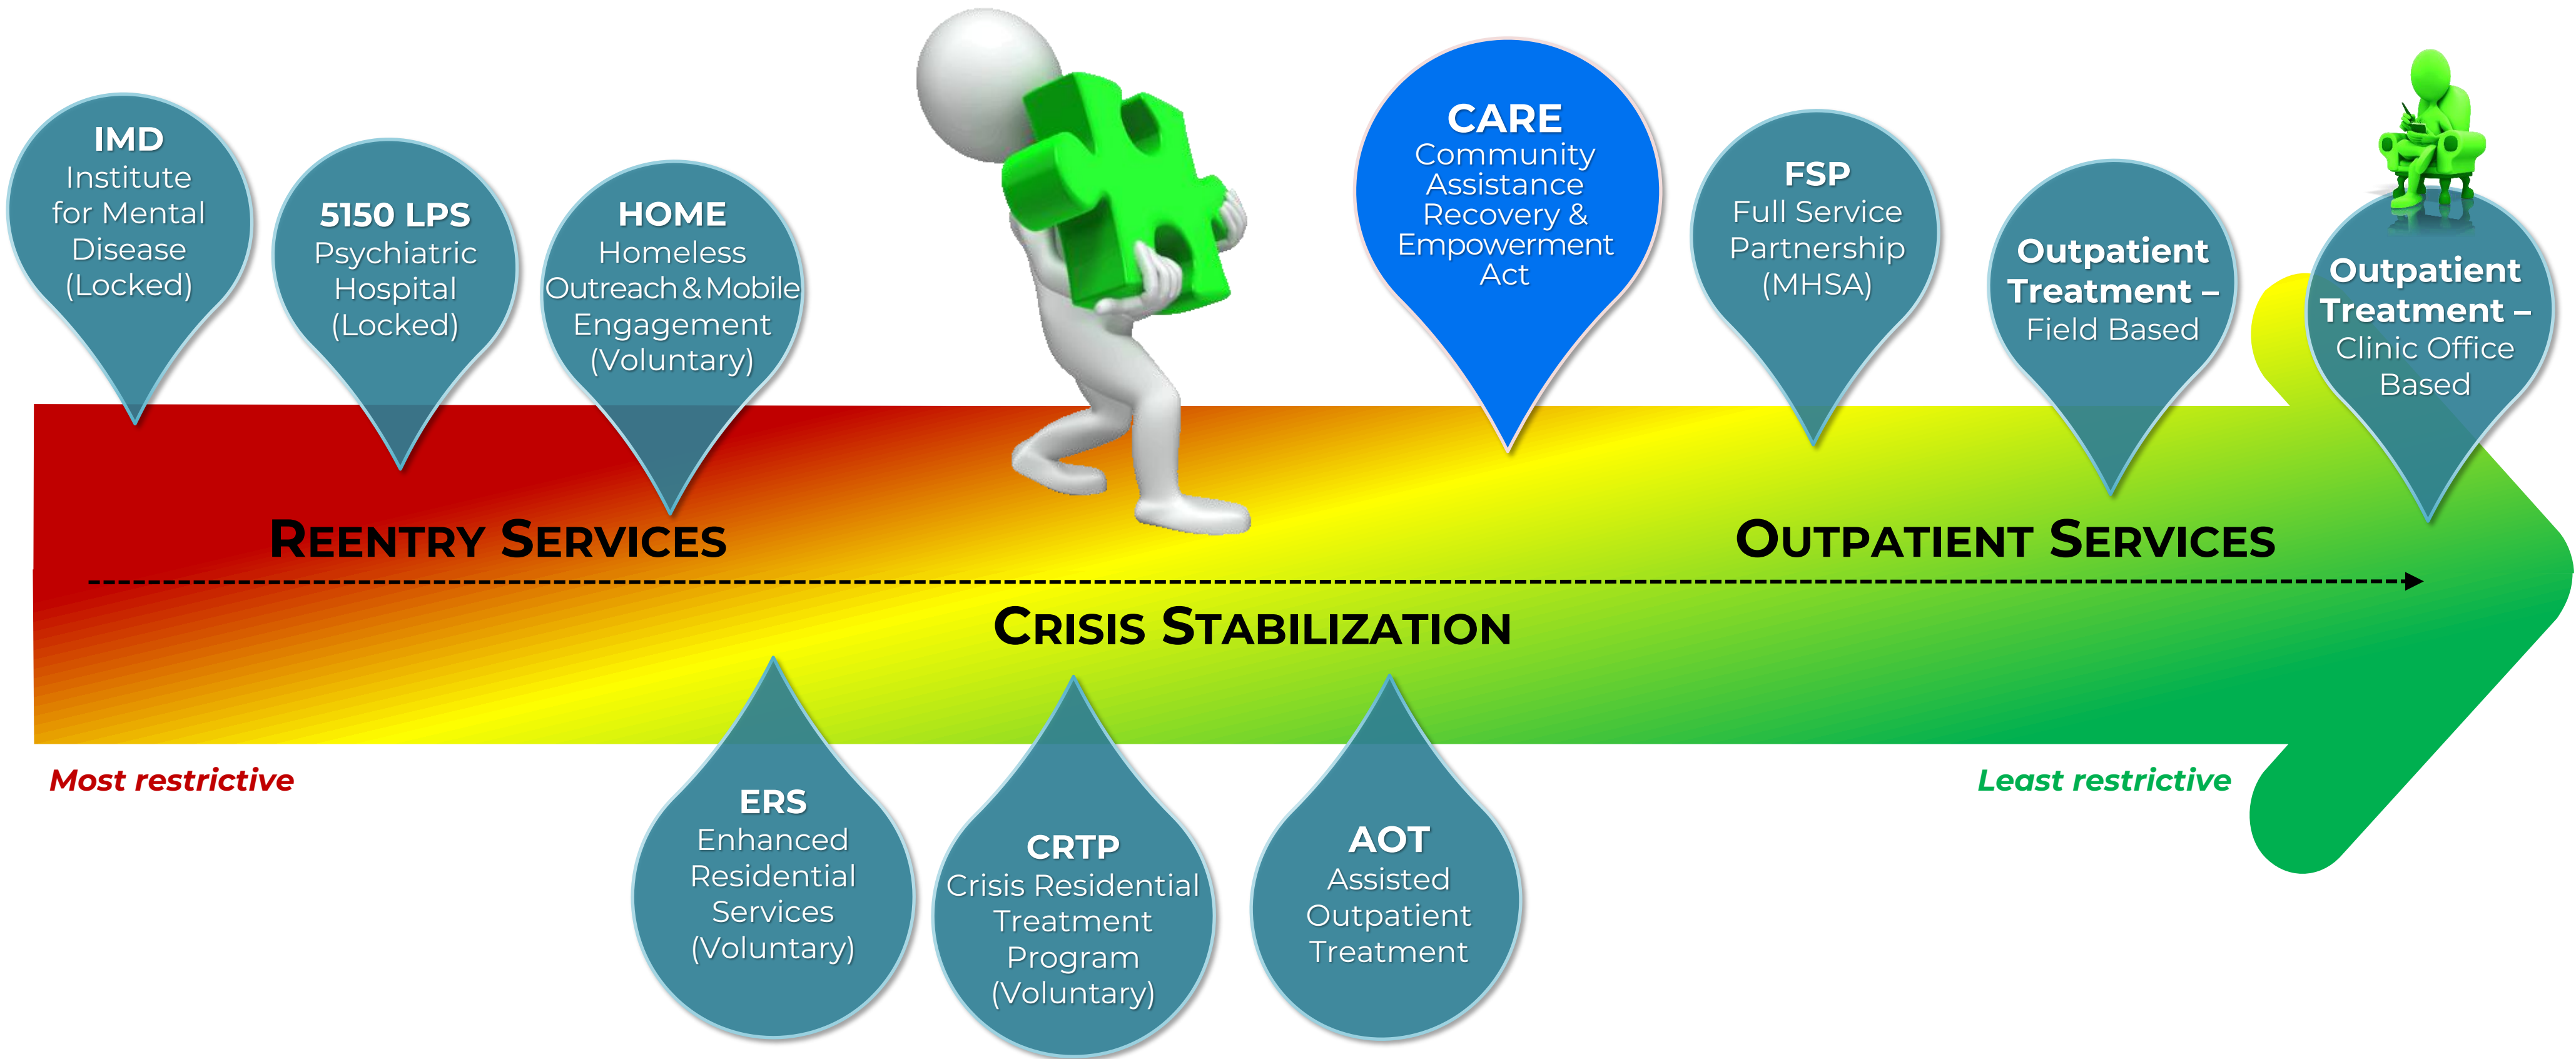 IMD
Institute
for Mental
Disease
(Locked)
5150 LPS
Psychiatric
Hospital
(Locked)
HOME
Homeless
Outreach & Mobile
Engagement
(Voluntary)
CARE
Community
Assistance
Recovery &
Empowerment
Act
FSP
Full Service
Partnership
(MHSA)
Outpatient
Treatment –
Field Based
Outpatient
Treatment –
Clinic Office
Based
REENTRY SERVICES
OUTPATIENT SERVICES
CRISIS STABILIZATION
Most restrictive
Least restrictive
ERS
Enhanced
Residential
Services
(Voluntary)
CRTP
Crisis Residential
Treatment
Program
(Voluntary)
AOT
Assisted
Outpatient
Treatment